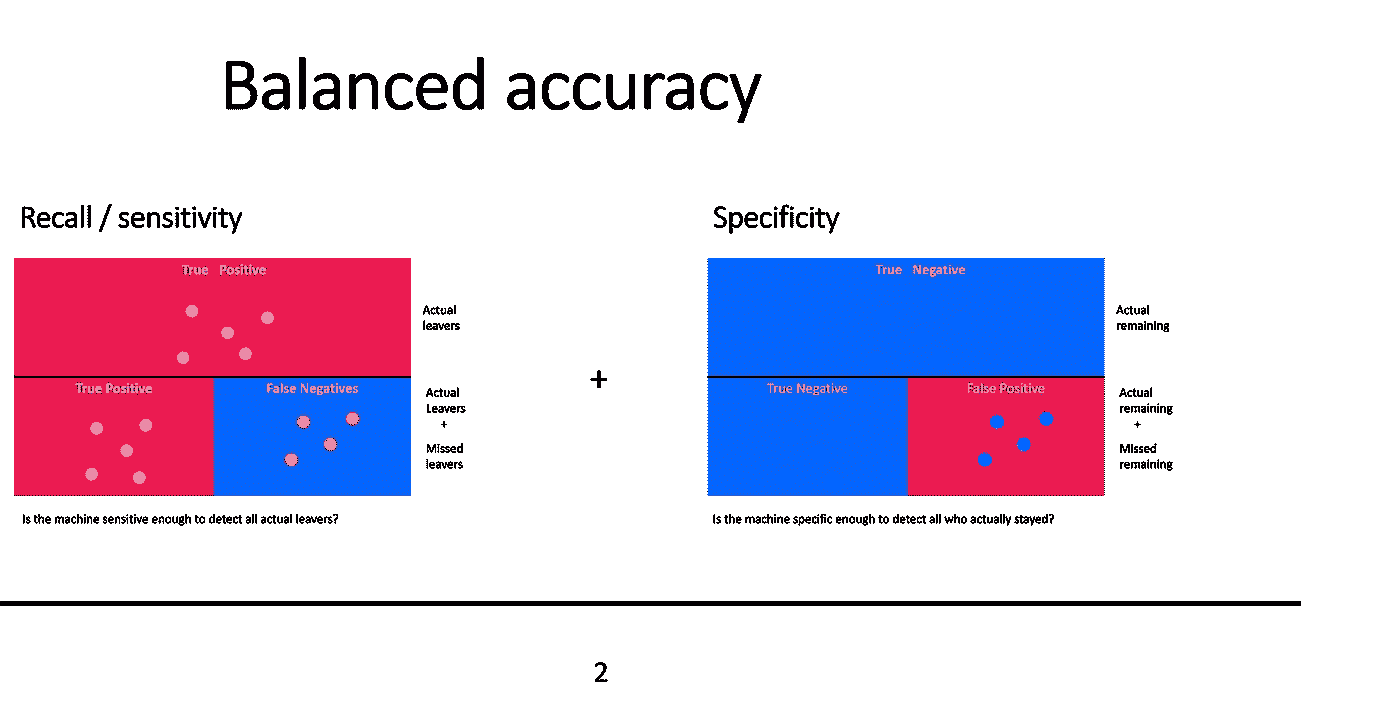 Balanced accuracy
Recall / sensitivity
True Positive
Actual
leavers
True Positive
False Negatives
Actual
Leavers
+
Missed
leavers
Is the machine sensitive enough to detect all actual leavers?
+
Specificity
True Negative
Actual
remaining
True Negative
False Positive
Actual
remaining
+
Missed
remaining
Is the machine specific enough to detect all who actually stayed?
2